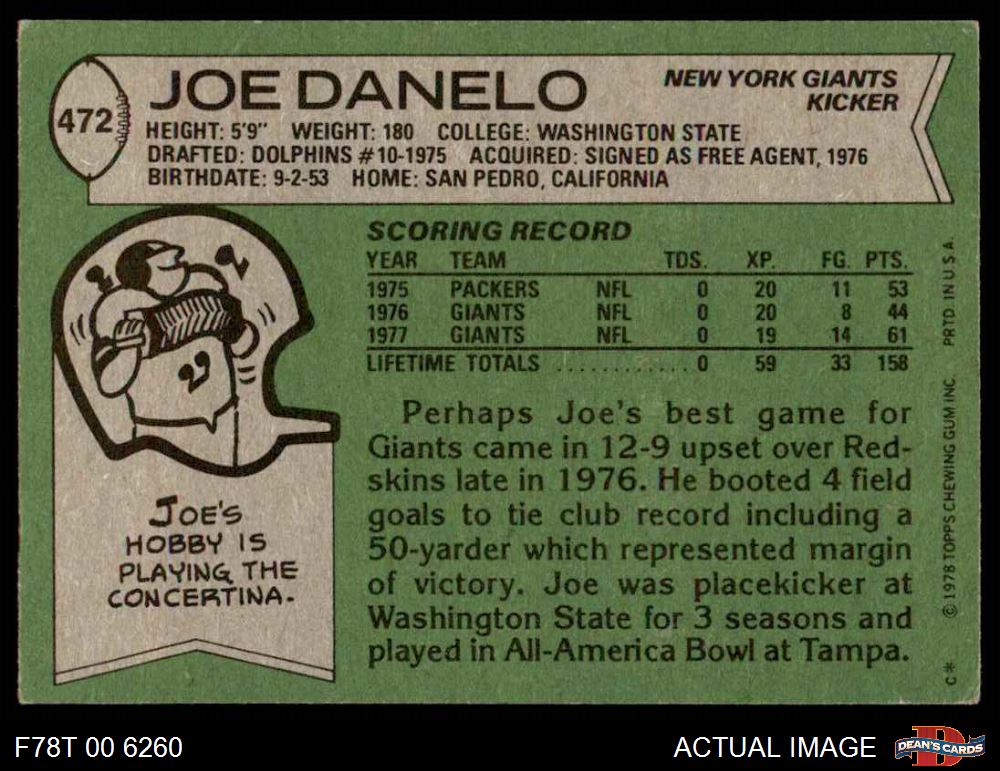 472
JOE DANELO
NEW YORK GIANTS
KICKER
HEIGHT: 5'9" WEIGHT: 180 COLLEGE: WASHINGTON STATE
DRAFTED: DOLPHINS #10-1975 ACQUIRED: SIGNED AS FREE AGENT, 1976
BIRTHDATE: 9-2-53 HOME: SAN PEDRO, CALIFORNIA
JOE'S
HOBBY IS
PLAYING THE
CONCERTINA.
SCORING RECORD
YEAR TEAM TDS. XP. FG. PTS.
1975 PACKERS NFL 0 20 11 53
1976 GIANTS NFL 0 20 8 44
1977 GIANTS NFL 0 19 14 61
LIFETIME TOTALS ............ 0 59 33 158
Perhaps Joe's best game for
Giants came in 12-9 upset over Red-
skins late in 1976. He booted 4 field
goals to tie club record including a
50-yarder which represented margin
of victory. Joe was placekicker at
Washington State for 3 seasons and
played in All-America Bowl at Tampa.
C* © 1978 TOPPS CHEWING GUM INC. PRTD. IN U.S.A.
F78T 00 6260
ACTUAL IMAGE
D
DEAN'S CARDS